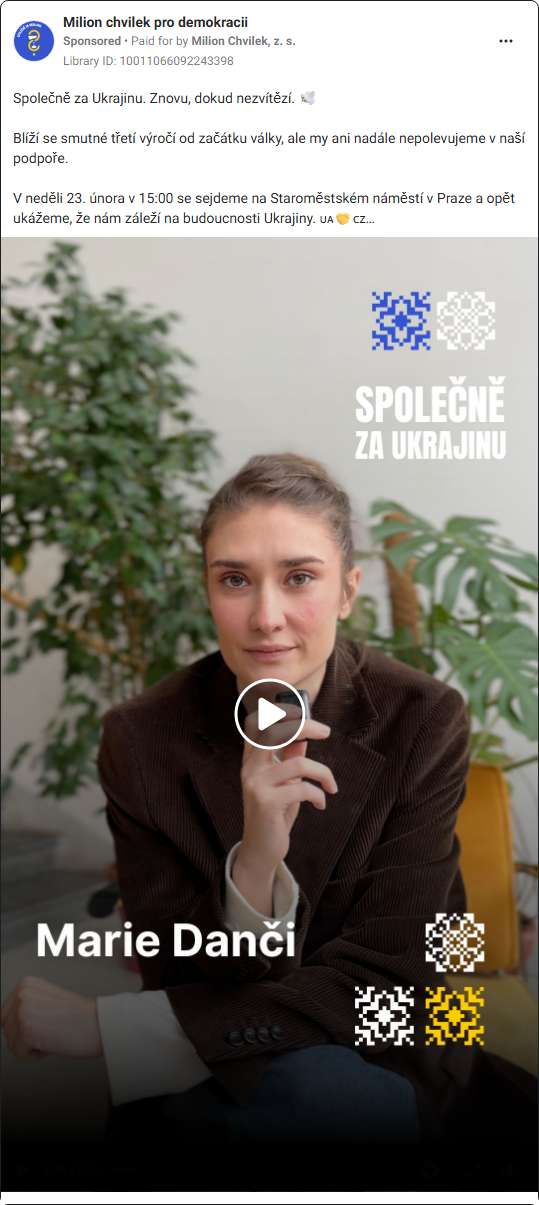 Milion chvilek pro demokracii
Sponsored • Paid for by Milion Chvilek, z. s.
Library ID: 10011066092243398
Společně za Ukrajinu. Znovu, dokud nezvítězí. 🕊️
Blíží se smutné třetí výročí od začátku války, ale my ani nadále nepolevujeme v naší
podpoře.
V neděli 23. února v 15:00 se sejdeme na Staroměstském náměstí v Praze a opět
ukážeme, že nám záleží na budoucnosti Ukrajiny. UA🤝CZ...
SPOLEČNĚ
ZA UKRAJINU
Marie Danči